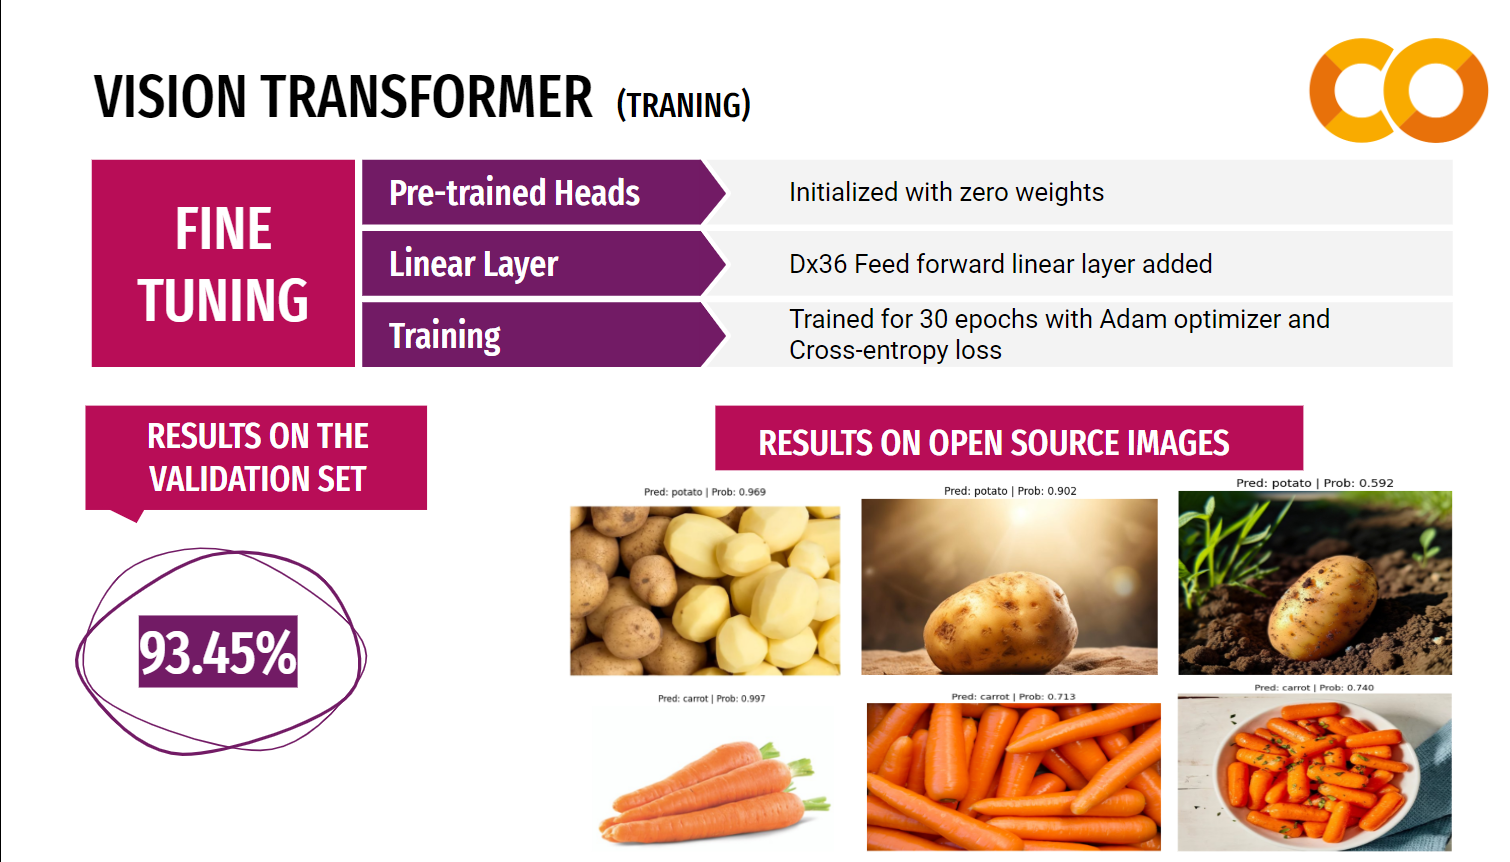 VISION TRANSFORMER (TRANING)
FINE
TUNING
Pre-trained Heads
Initialized with zero weights
Linear Layer
Dx36 Feed forward linear layer added
Training
Trained for 30 epochs with Adam optimizer and
Cross-entropy loss
RESULTS ON THE
VALIDATION SET
93.45%
RESULTS ON OPEN SOURCE IMAGES
Pred: potato | Prob: 0.969
Pred: potato | Prob: 0.902
Pred: potato | Prob: 0.592
Pred: carrot | Prob: 0.997
Pred: carrot | Prob: 0.713
Pred: carrot | Prob: 0.740